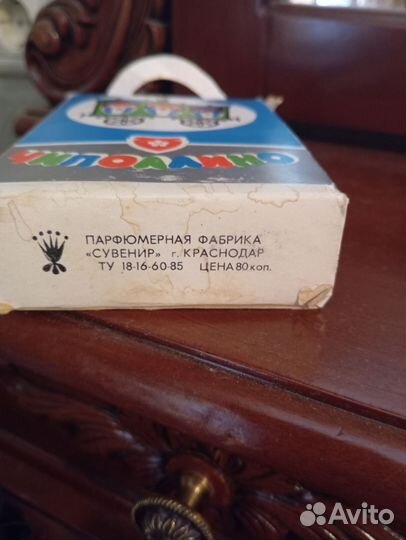 ЧИПОЛЛИНО
ПАРФЮМЕРНАЯ ФАБРИКА
«СУВЕНИР» г. КРАСНОДАР
ТУ 18-16-60-85 ЦЕНА 80 коп.
Avito